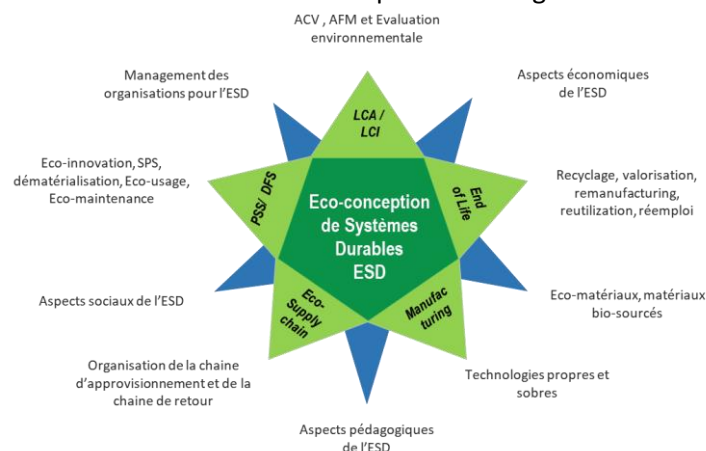 ACV , AFM et Evaluation
environnementale
Management des
organisations pour l'ESD
Aspects économiques
de l'ESD
LCA /
LCI
Eco-innovation, SPS,
dématérialisation, Eco-usage,
Eco-maintenance
PSS/ DFS
Eco-conception
de Systèmes
Durables
ESD
End
of Life
Recyclage, valorisation,
remanufacturing,
reutilization, réemploi
Aspects sociaux de l'ESD
Eco-
Supply
chain
Manufac
turing
Eco-matériaux, matériaux
bio-sourcés
Organisation de la chaine
d'approvisionnement et de la
chaine de retour
Technologies propres et
sobres
Aspects pédagogiques
de l'ESD